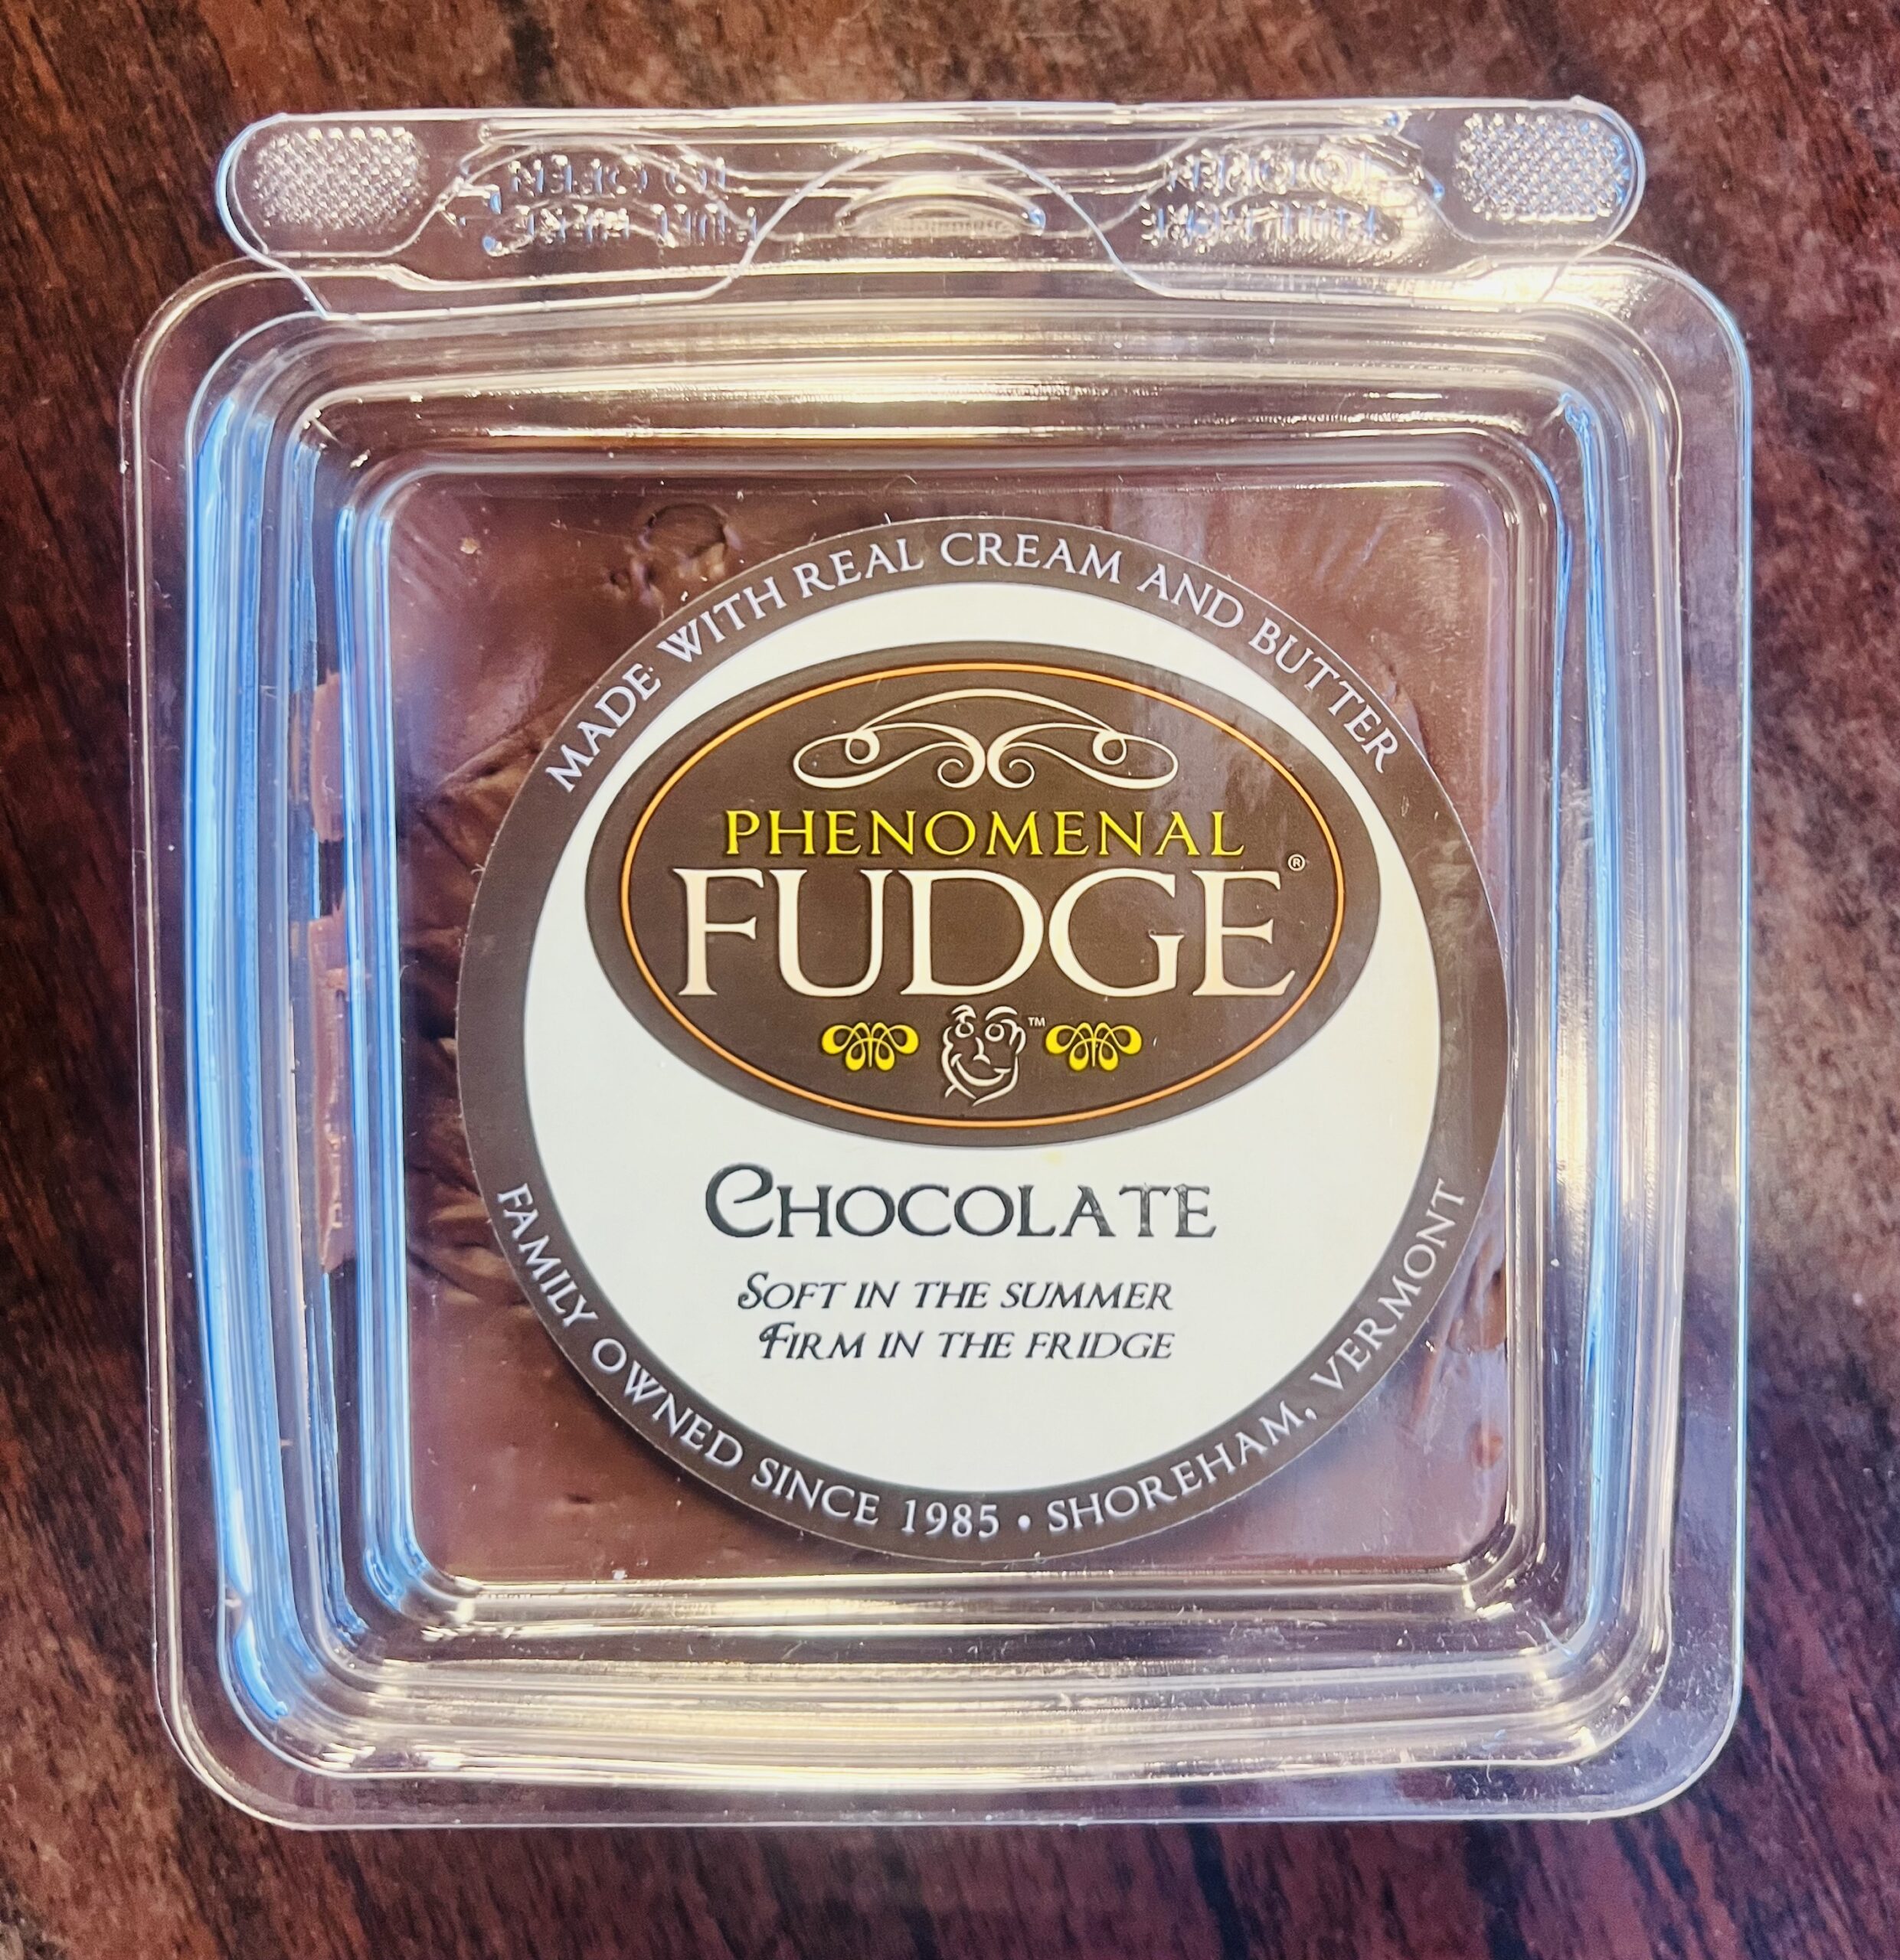 MADE WITH REAL CREAM AND BUTTER
PHENOMENAL
FUDGE®
™
CHOCOLATE
SOFT IN THE SUMMER
FIRM IN THE FRIDGE
FAMILY OWNED SINCE 1985 • SHOREHAM, VERMONT